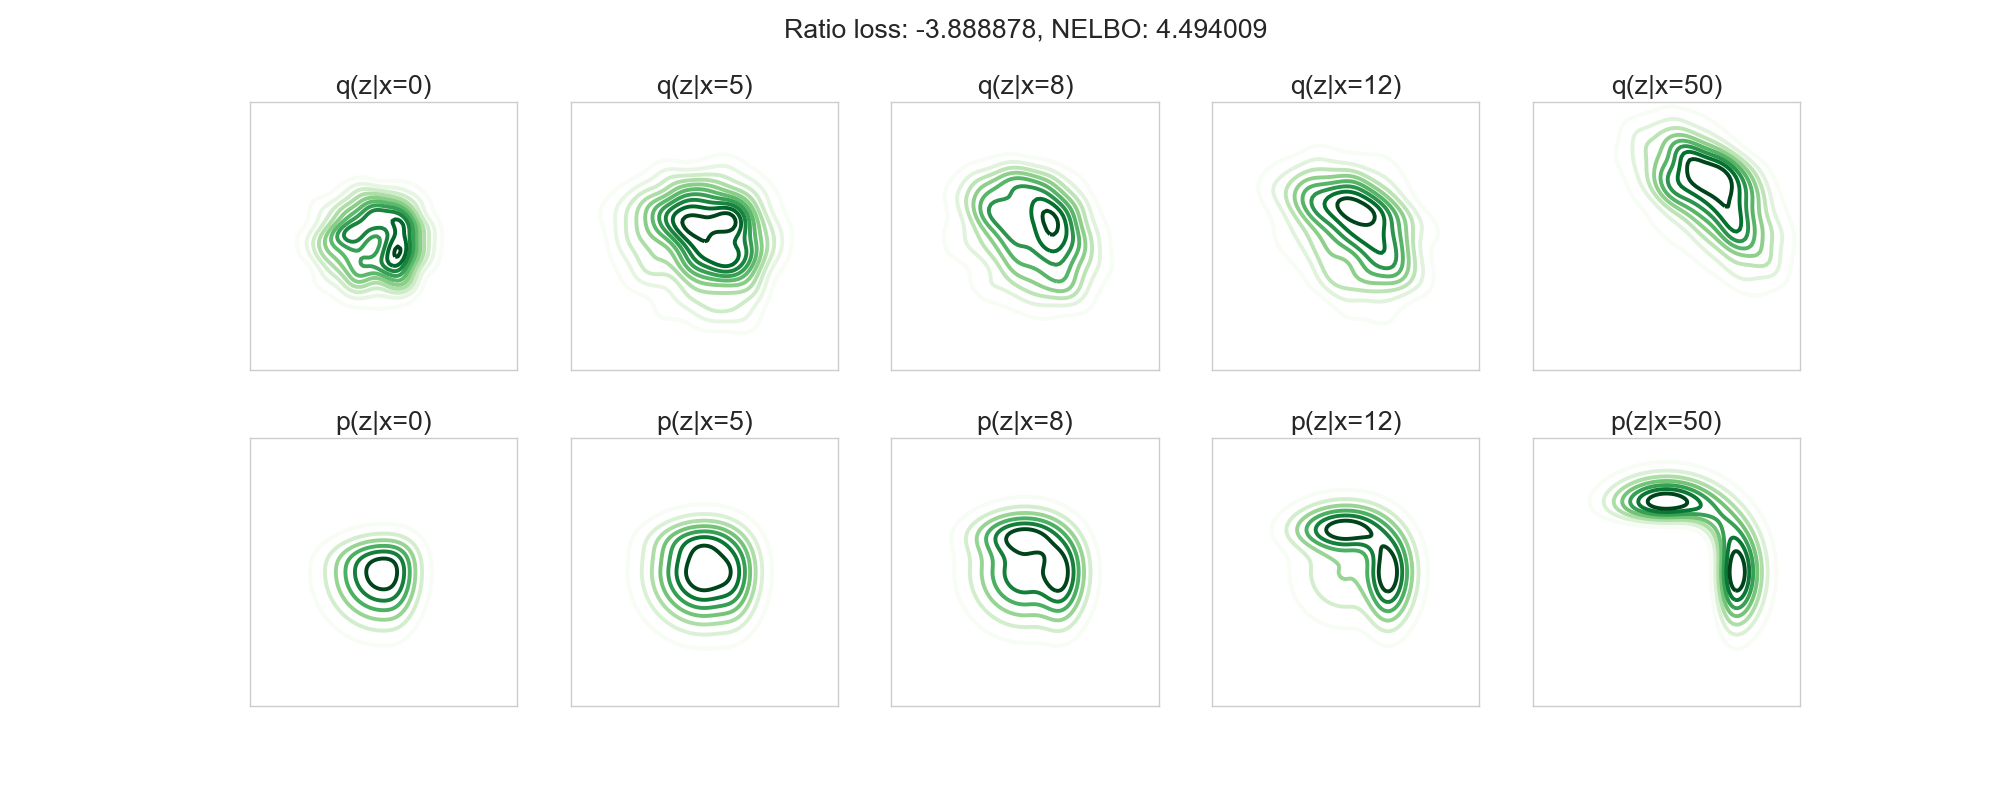 Ratio loss: -3.888878, NELBO: 4.494009
q(z|x=0) q(z|x=5) q(z|x=8) q(z|x=12) q(z|x=50)
p(z|x=0) p(z|x=5) p(z|x=8) p(z|x=12) p(z|x=50)